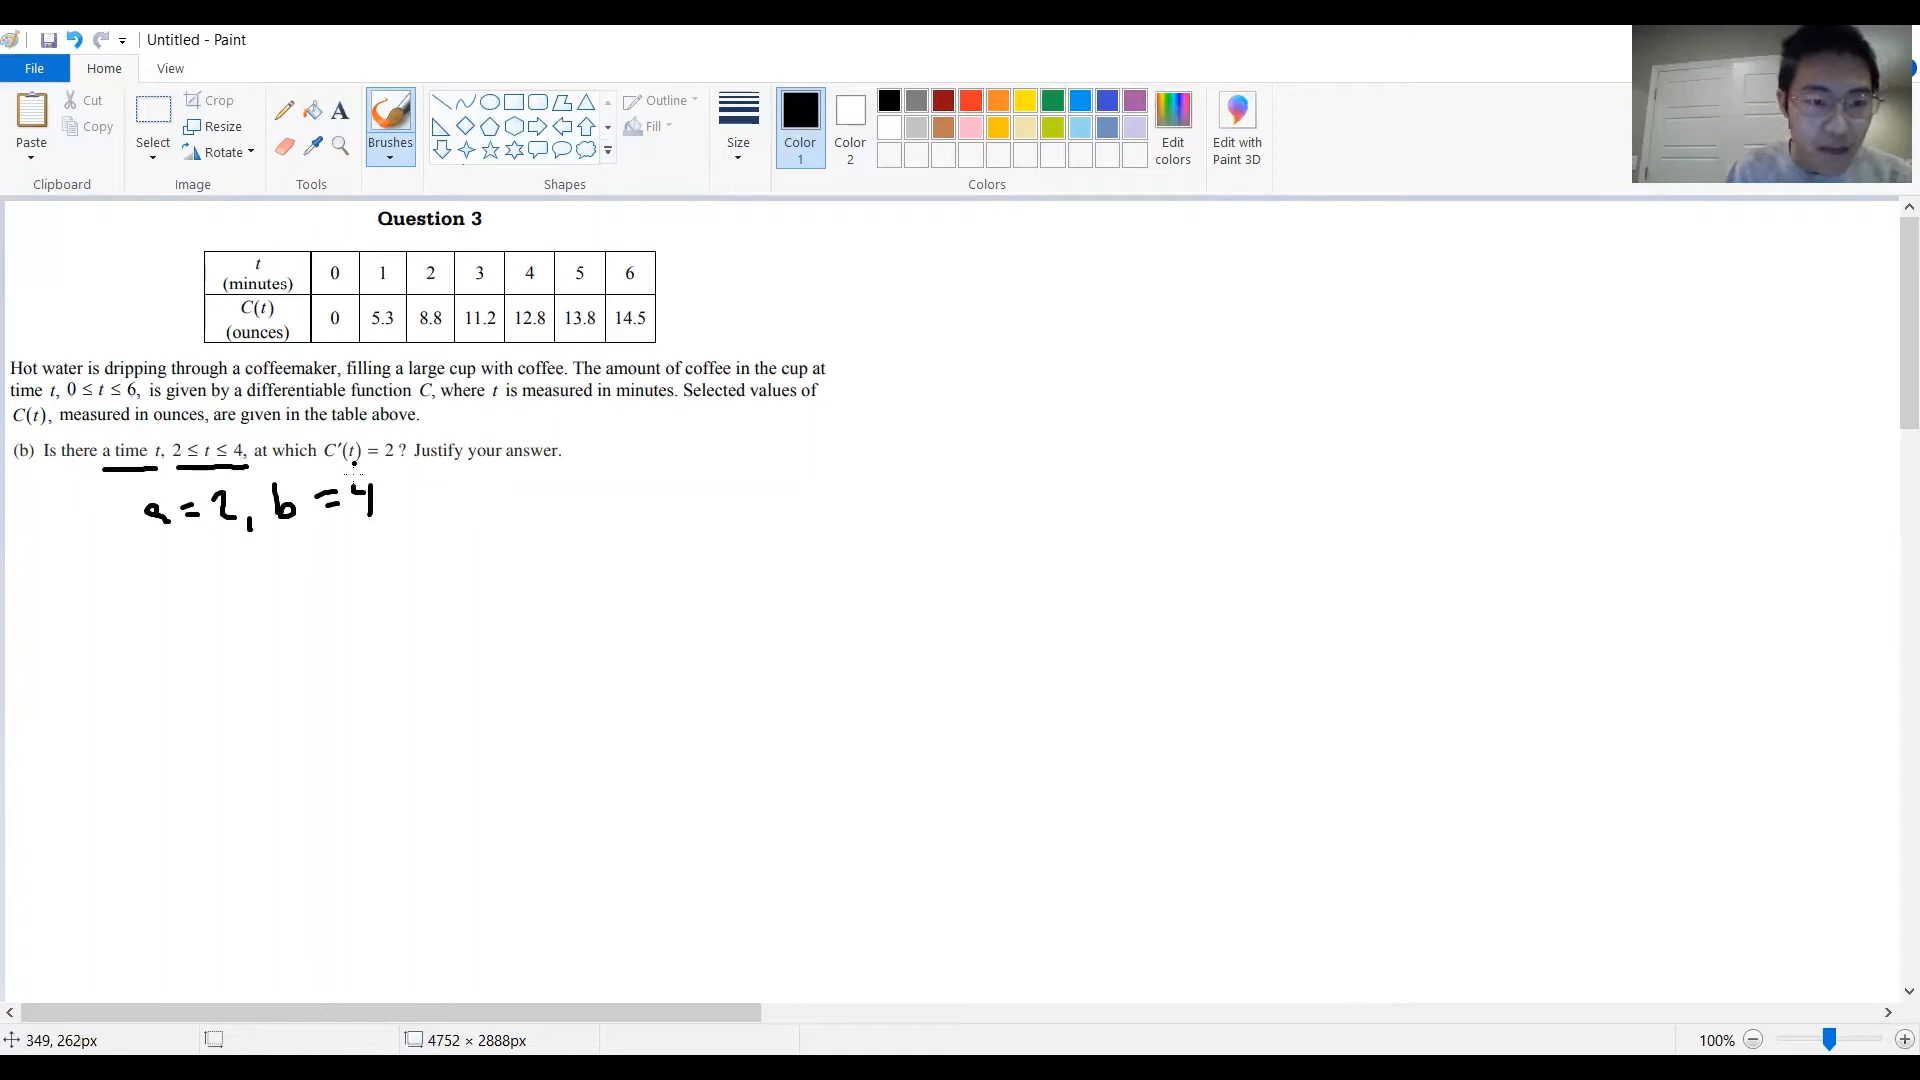 Untitled - Paint
File Home View
Paste
Cut
Copy
Clipboard
Select
Crop
Resize
Rotate
Image
Tools
Brushes
Outline
Fill
Shapes
Size
Color 1
Color 2
Colors
Edit colors
Edit with Paint 3D
Question 3
t (minutes) 0 1 2 3 4 5 6
C(t) (ounces) 0 5.3 8.8 11.2 12.8 13.8 14.5
Hot water is dripping through a coffeemaker, filling a large cup with coffee. The amount of coffee in the cup at
time t, 0 ≤ t ≤ 6, is given by a differentiable function C, where t is measured in minutes. Selected values of
C(t), measured in ounces, are given in the table above.
(b) Is there a time t, 2 ≤ t ≤ 4, at which C′(t) = 2 ? Justify your answer.
a = 2, b = 4
349, 262px
4752 × 2888px
100%